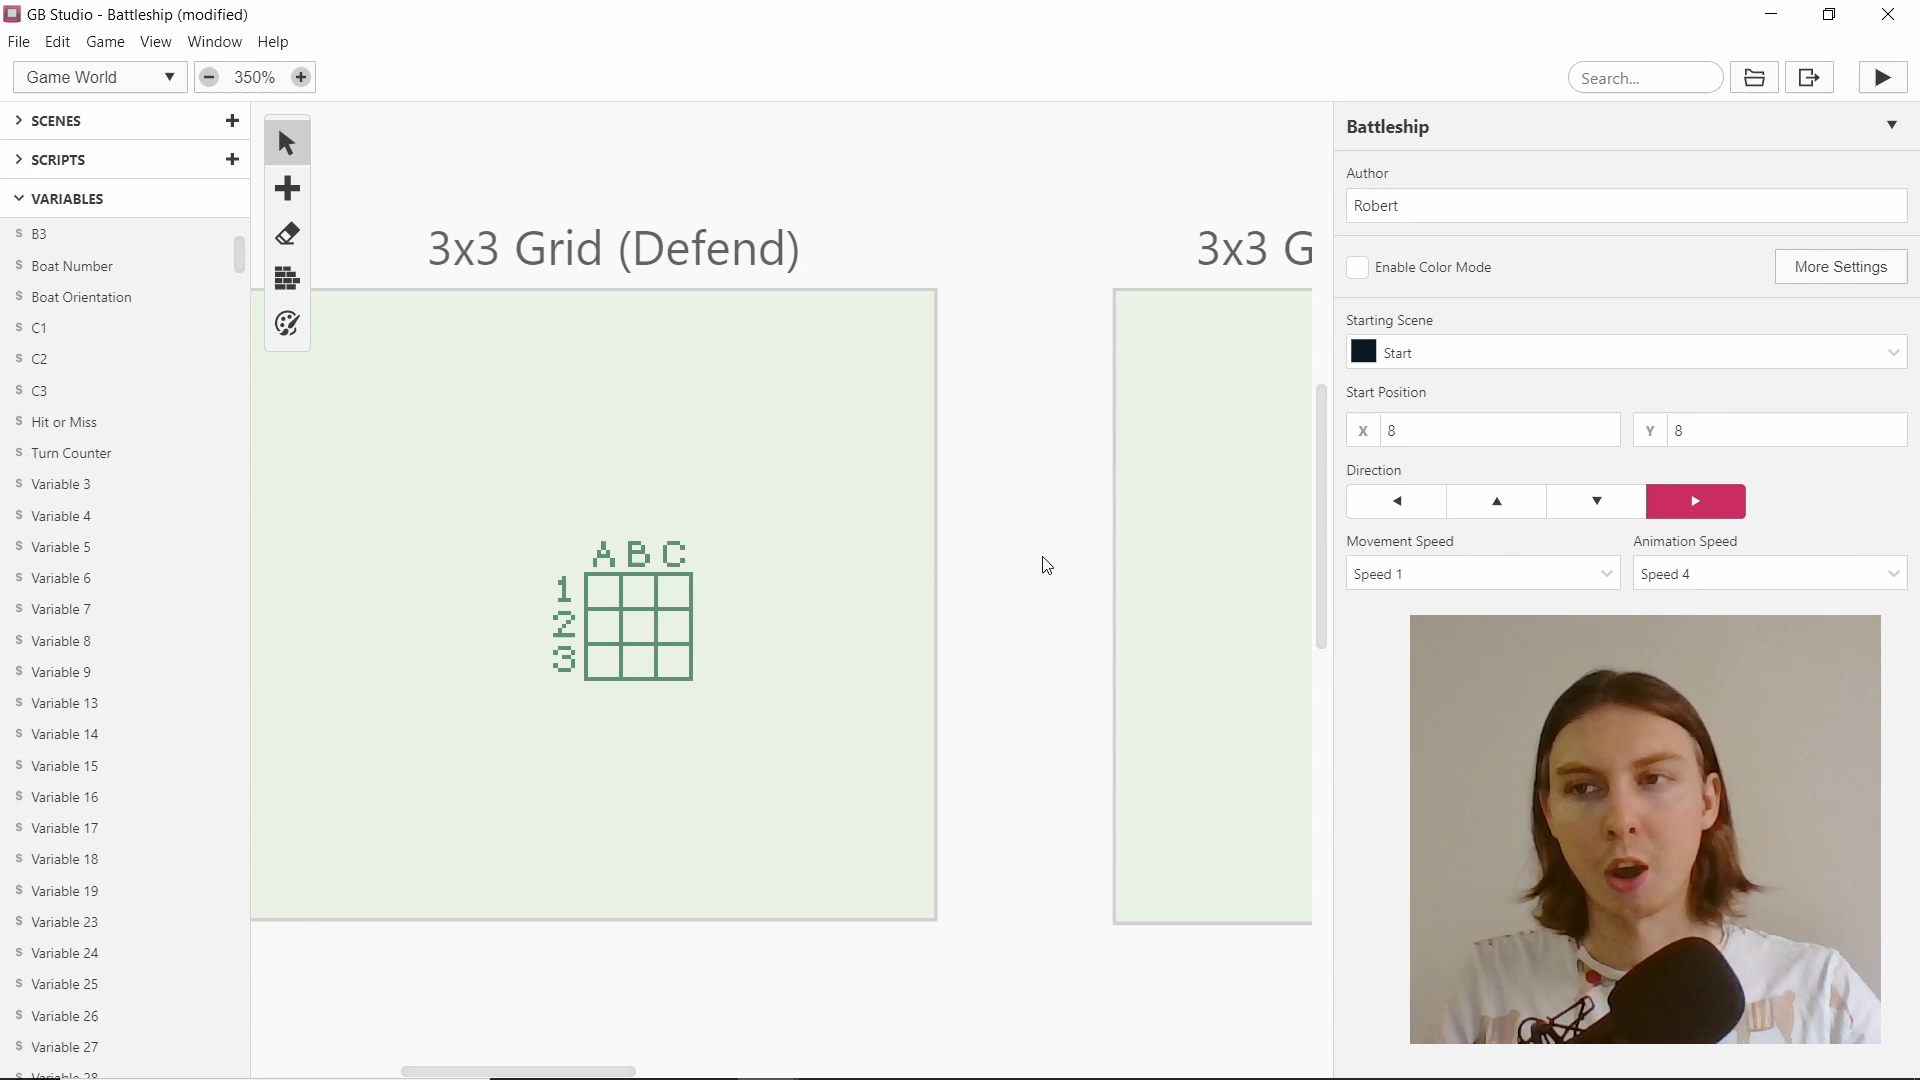 GB Studio - Battleship (modified)
File Edit Game View Window Help
Game World 350% Search...
SCENES
SCRIPTS
VARIABLES
$ B3
$ Boat Number
$ Boat Orientation
$ C1
$ C2
$ C3
$ Hit or Miss
$ Turn Counter
$ Variable 3
$ Variable 4
$ Variable 5
$ Variable 6
$ Variable 7
$ Variable 8
$ Variable 9
$ Variable 13
$ Variable 14
$ Variable 15
$ Variable 16
$ Variable 17
$ Variable 18
$ Variable 19
$ Variable 23
$ Variable 24
$ Variable 25
$ Variable 26
$ Variable 27
Variable 28
3x3 Grid (Defend)
A B C
1
2
3
3x3 G
Battleship
Author
Robert
Enable Color Mode More Settings
Starting Scene
Start
Start Position
X 8 Y 8
Direction
Movement Speed Animation Speed
Speed 1 Speed 4